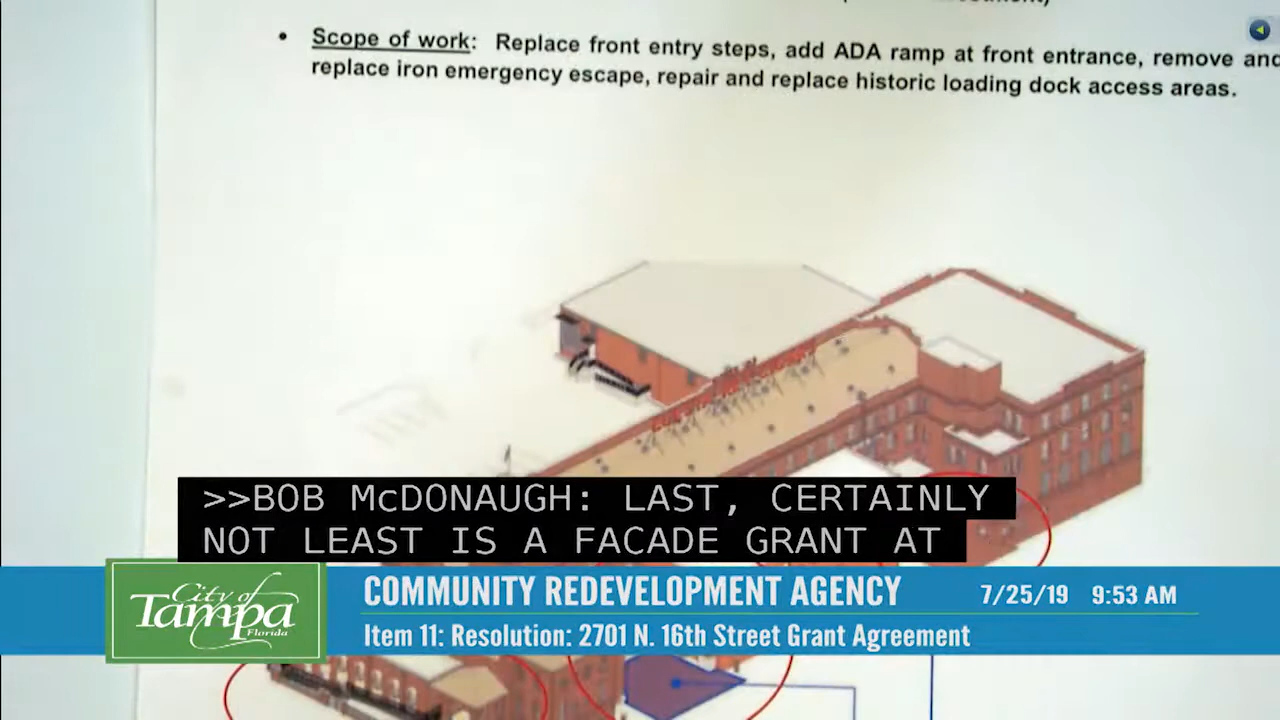 • Scope of work: Replace front entry steps, add ADA ramp at front entrance, remove and
replace iron emergency escape, repair and replace historic loading dock access areas.
>>BOB McDONAUGH: LAST, CERTAINLY
NOT LEAST IS A FACADE GRANT AT
City of
Tampa
Florida
COMMUNITY REDEVELOPMENT AGENCY
7/25/19 9:53 AM
Item 11: Resolution: 2701 N. 16th Street Grant Agreement